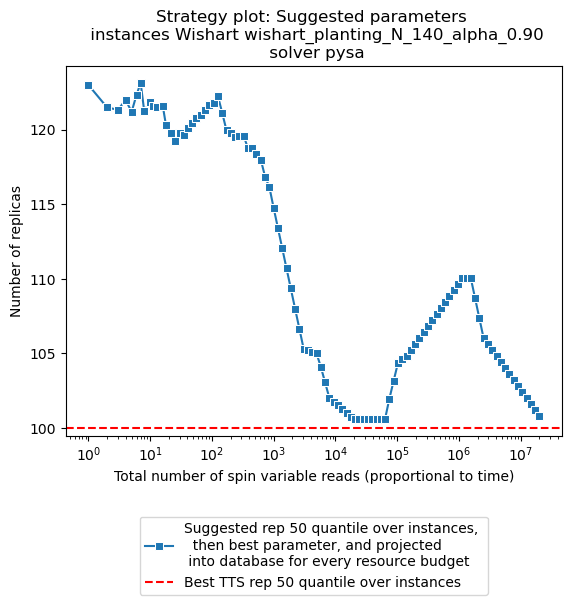 Strategy plot: Suggested parameters
instances Wishart wishart_planting_N_140_alpha_0.90
solver pysa
120
115
110
105
100
Number of replicas
10^0 10^1 10^2 10^3 10^4 10^5 10^6 10^7
Total number of spin variable reads (proportional to time)
Suggested rep 50 quantile over instances,
then best parameter, and projected
into database for every resource budget
Best TTS rep 50 quantile over instances